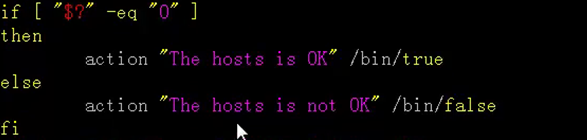 if [ "$?" -eq "0" ]
then
        action "The hosts is OK" /bin/true
else
        action "The hosts is not OK" /bin/false
fi